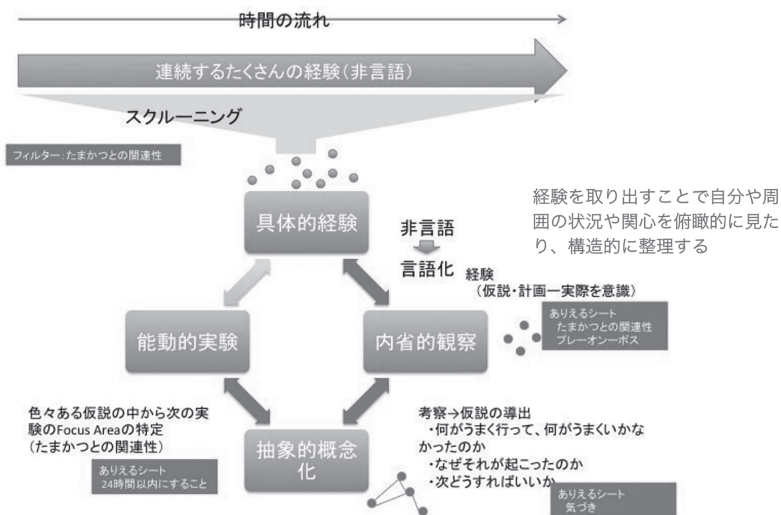 時間の流れ
連続するたくさんの経験(非言語)
スクルーニング
フィルター:たまかつとの関連性
具体的経験
非言語
言語化
経験を取り出すことで自分や周
囲の状況や関心を俯瞰的に見た
り、構造的に整理する
経験
(仮説・計画ー実際を意識)
ありえるシート
たまかつとの関連性
プレーオンーボス
能動的実験
内省的観察
色々ある仮説の中から次の実
験のFocus Areaの特定
(たまかつとの関連性)
ありえるシート
24時間以内にすること
抽象的概念
化
考察→仮説の導出
・何がうまく行って、何がうまくいかな
かったのか
・なぜそれが起こったのか
・次どうすればいいか
ありえるシート
気づき